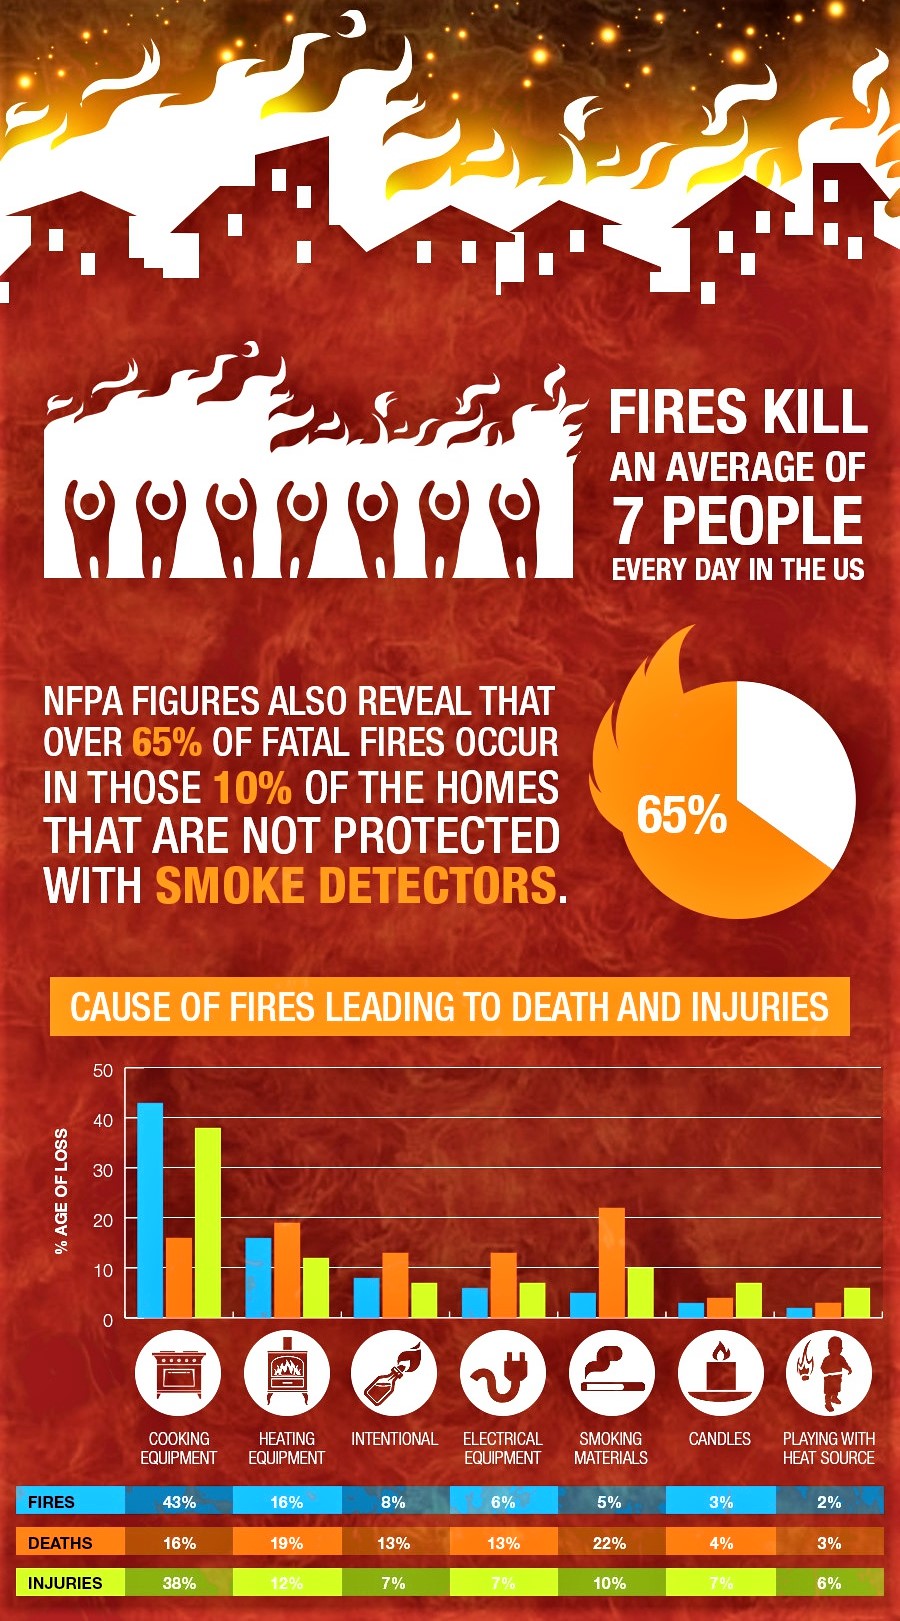 FIRES KILL
AN AVERAGE OF
7 PEOPLE
EVERY DAY IN THE US
NFPA FIGURES ALSO REVEAL THAT
OVER 65% OF FATAL FIRES OCCUR
IN THOSE 10% OF THE HOMES
THAT ARE NOT PROTECTED
WITH SMOKE DETECTORS.
65%
CAUSE OF FIRES LEADING TO DEATH AND INJURIES
% AGE OF LOSS
50
40
30
20
10
0
COOKING EQUIPMENT
HEATING EQUIPMENT
INTENTIONAL
ELECTRICAL EQUIPMENT
SMOKING MATERIALS
CANDLES
PLAYING WITH HEAT SOURCE
FIRES 43% 16% 8% 6% 5% 3% 2%
DEATHS 16% 19% 13% 13% 22% 4% 3%
INJURIES 38% 12% 7% 7% 10% 7% 6%